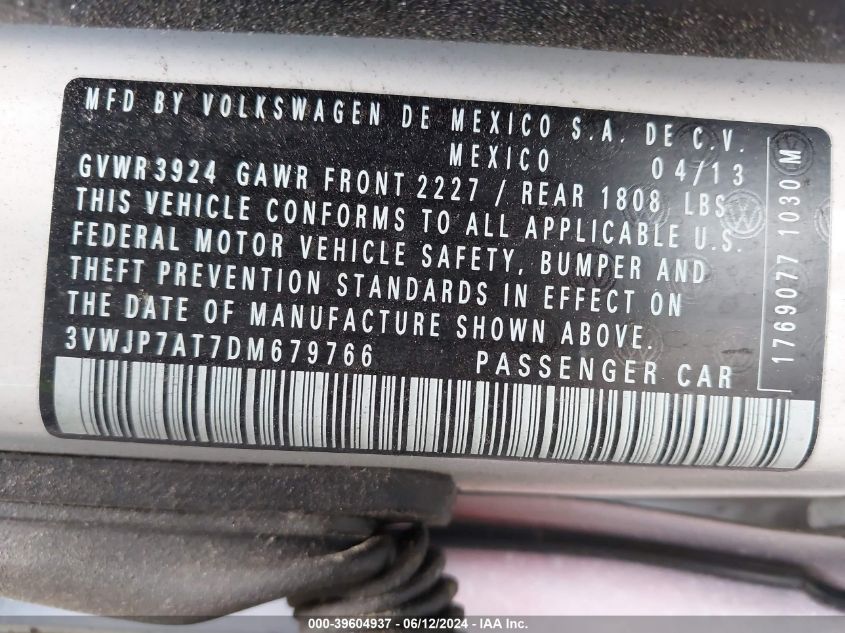 MFD BY VOLKSWAGEN DE MEXICO S.A. DE C.V.
MEXICO 04/13
GVWR 3924 GAWR FRONT 2227 / REAR 1808 LBS
THIS VEHICLE CONFORMS TO ALL APPLICABLE U.S.
FEDERAL MOTOR VEHICLE SAFETY, BUMPER AND
THEFT PREVENTION STANDARDS IN EFFECT ON
THE DATE OF MANUFACTURE SHOWN ABOVE.
3VWJP7AT7DM679766 PASSENGER CAR
1769077 1030 M
000-39604937 - 06/12/2024 - IAA Inc.